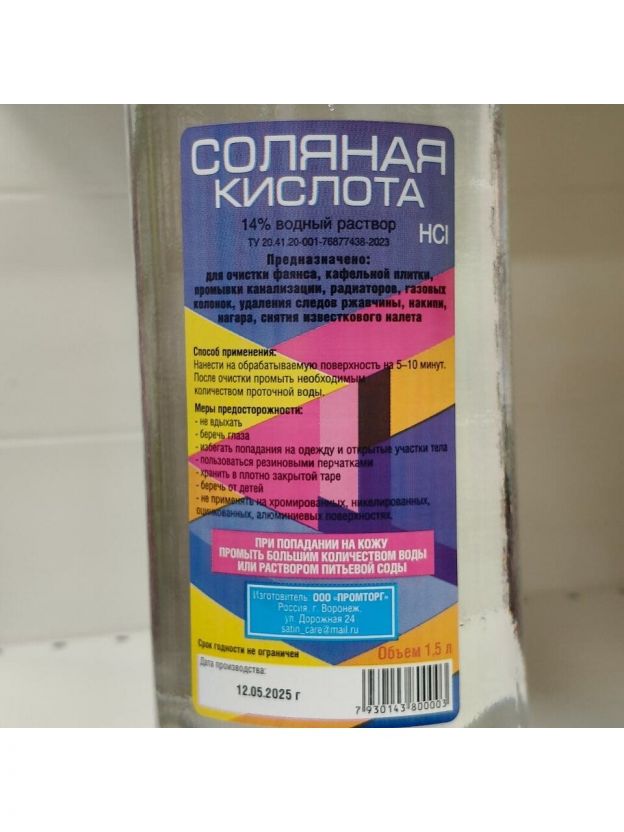 СОЛЯНАЯ
КИСЛОТА
14% водный раствор
HCl
ТУ 20.41.20-001-76877438-2023
Предназначено:
для очистки фаянса, кафельной плитки,
промывки канализации, радиаторов, газовых
колонок, удаления следов ржавчины, накипи,
нагара, снятия известкового налета
Способ применения:
Нанести на обрабатываемую поверхность на 5–10 минут.
После очистки промыть необходимым
количеством проточной воды.
Меры предосторожности:
- не вдыхать
- беречь глаза
- избегать попадания на одежду и открытые участки тела
- пользоваться резиновыми перчатками
- хранить в плотно закрытой таре
- беречь от детей
- не применять на хромированных, никелированных,
оцинкованных, алюминиевых поверхностях.
ПРИ ПОПАДАНИИ НА КОЖУ
ПРОМЫТЬ БОЛЬШИМ КОЛИЧЕСТВОМ ВОДЫ
ИЛИ РАСТВОРОМ ПИТЬЕВОЙ СОДЫ
Изготовитель: ООО «ПРОМТОРГ»
Россия, г. Воронеж,
ул. Дорожная 24
satin_care@mail.ru
Срок годности не ограничен
Объем 1.5 л
Дата производства:
12.05.2025 г
7 930143 800003